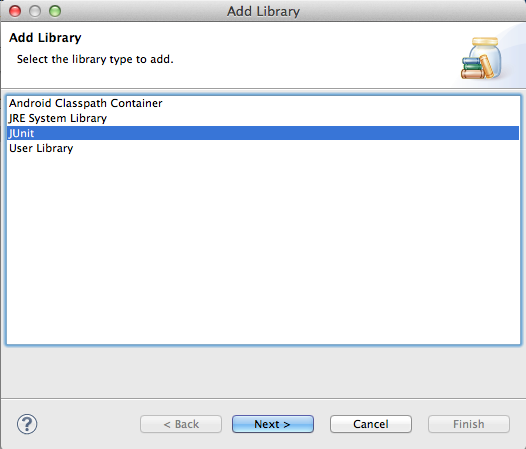 Add Library
Add Library
Select the library type to add.
Android Classpath Container
JRE System Library
JUnit
User Library
?
< Back
Next >
Cancel
Finish